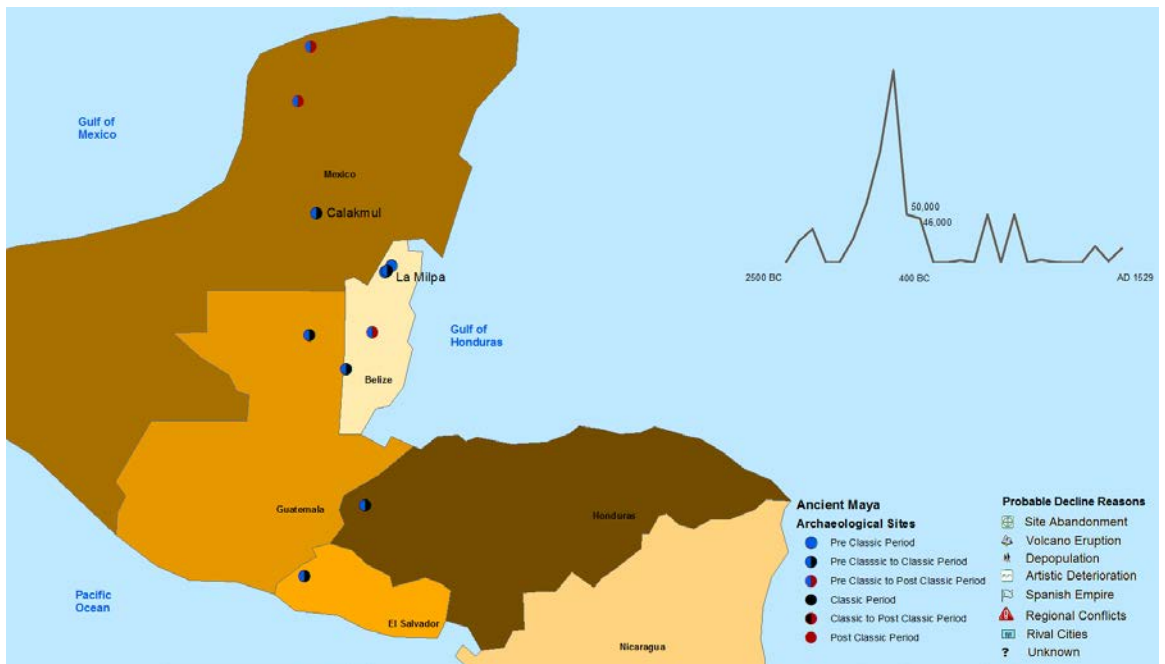 Gulf of
Mexico
Mexico
Calakmul
La Milpa
Gulf of
Honduras
Belize
Guatemala
Honduras
Pacific
Ocean
El Salvador
Nicaragua
50,000
46,000
2500 BC
400 BC
AD 1529
Ancient Maya
Archaeological Sites
Pre Classic Period
Pre Classsic to Classic Period
Pre Classic to Post Classic Period
Classic Period
Classic to Post Classic Period
Post Classic Period
Probable Decline Reasons
Site Abandonment
Volcano Eruption
Depopulation
Artistic Deterioration
Spanish Empire
Regional Conflicts
Rival Cities
? Unknown